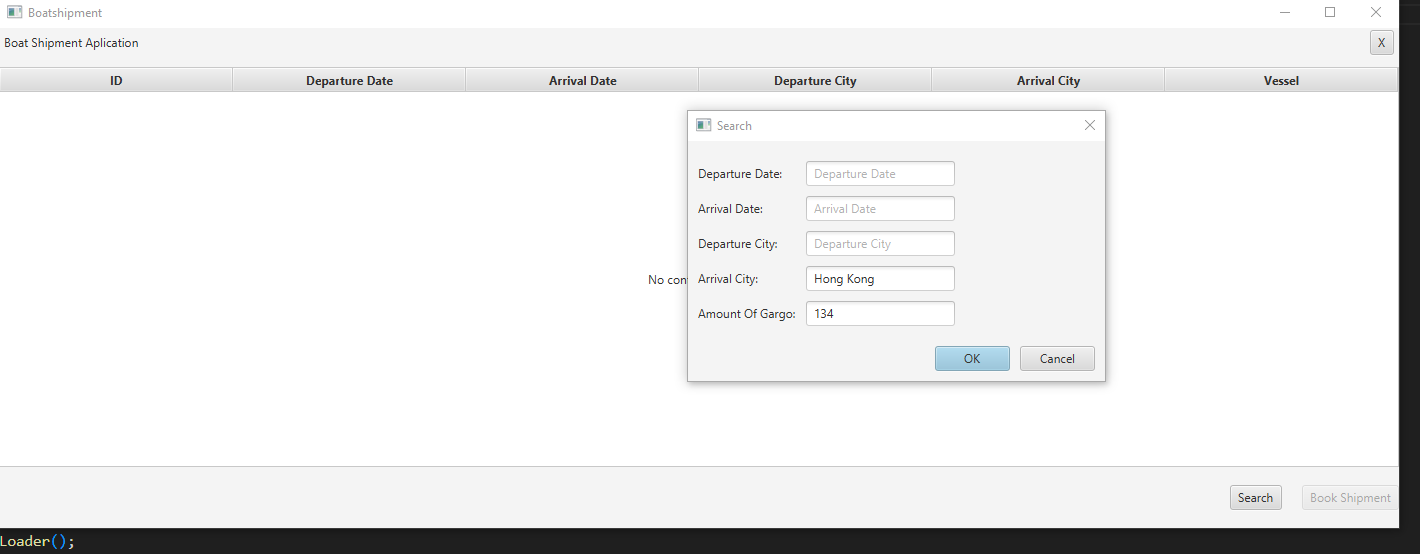 Boatshipment
Boat Shipment Aplication
X
ID Departure Date Arrival Date Departure City Arrival City Vessel
Search
Departure Date: Departure Date
Arrival Date: Arrival Date
Departure City: Departure City
No
Arrival City: Hong Kong
Amount Of Gargo: 134
OK Cancel
Search Book Shipment
Loader();